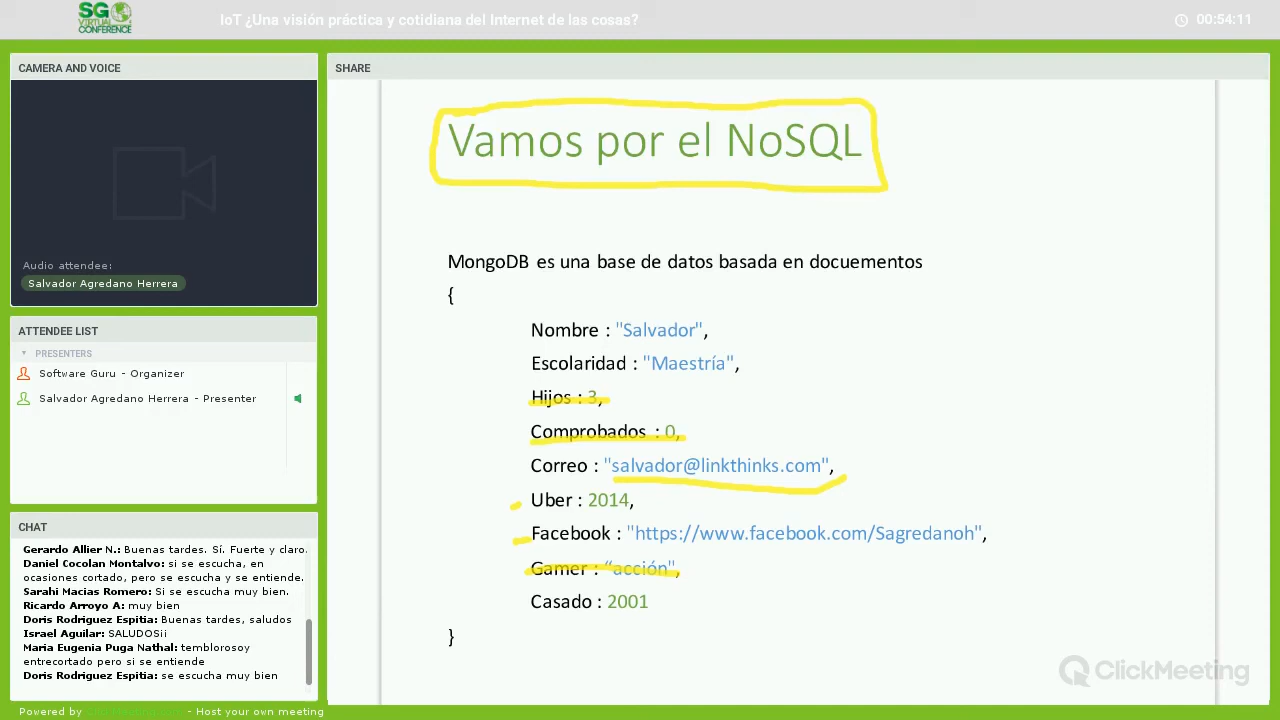 SG
VIRTUAL
CONFERENCE
IoT ¿Una visión práctica y cotidiana del Internet de las cosas?
00:54:11
CAMERA AND VOICE
Audio attendee:
Salvador Agredano Herrera
ATTENDEE LIST
PRESENTERS
Software Guru - Organizer
Salvador Agredano Herrera - Presenter
CHAT
Gerardo Allier N.: Buenas tardes. Sí. Fuerte y claro.
Daniel Cocolan Montalvo: si se escucha, en
ocasiones cortado, pero se escucha y se entiende.
Sarahi Macias Romero: Si se escucha muy bien.
Ricardo Arroyo A: muy bien
Doris Rodriguez Espitia: Buenas tardes, saludos
Israel Aguilar: SALUDOS¡¡
Maria Eugenia Puga Nathal: temblorosoy
entrecortado pero si se entiende
Doris Rodriguez Espitia: se escucha muy bien
Powered by ClickMeeting.com - Host your own meeting
SHARE
Vamos por el NoSQL
MongoDB es una base de datos basada en docuementos
{
Nombre : "Salvador",
Escolaridad : "Maestría",
Hijos : 3,
Comprobados : 0,
Correo : "salvador@linkthinks.com",
Uber : 2014,
Facebook : "https://www.facebook.com/Sagredanoh",
Gamer : “acción",
Casado : 2001
}
ClickMeeting